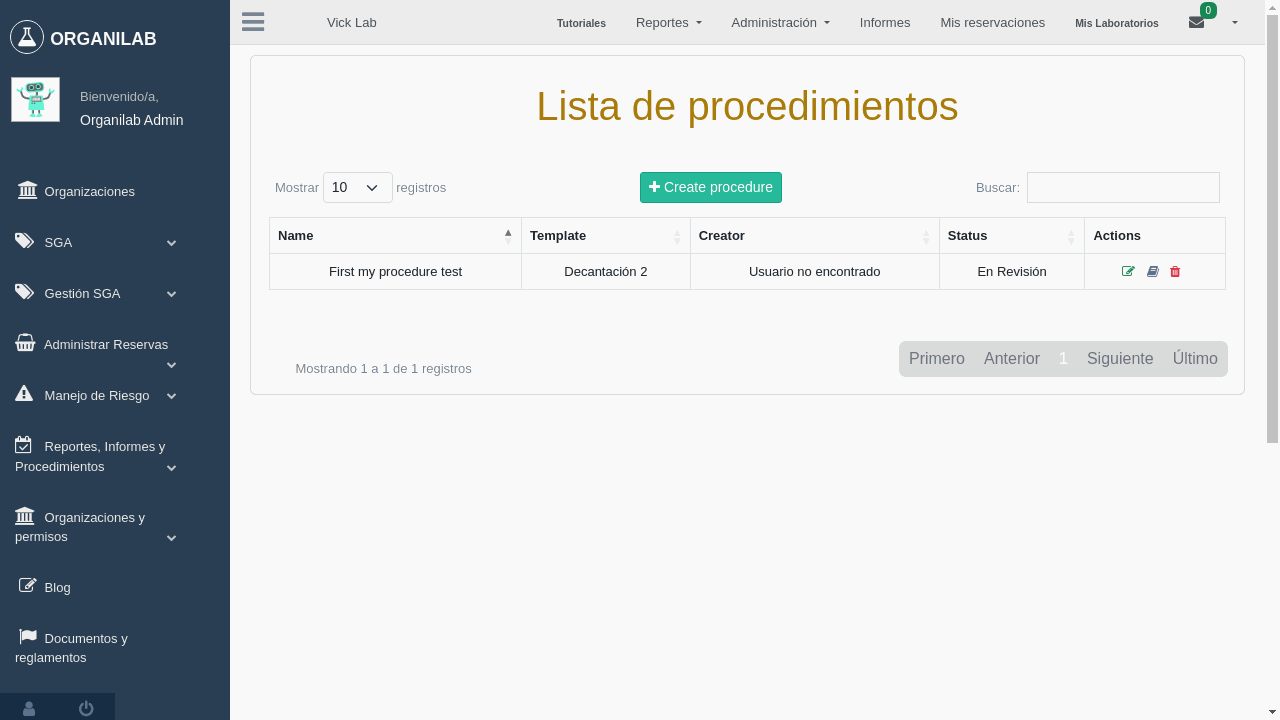 ORGANILAB
Bienvenido/a,
Organilab Admin
Organizaciones
SGA
Gestión SGA
Administrar Reservas
Manejo de Riesgo
Reportes, Informes y
Procedimientos
Organizaciones y
permisos
Blog
Documentos y
reglamentos
Vick Lab Tutoriales Reportes Administración Informes Mis reservaciones Mis Laboratorios 0
Lista de procedimientos
Mostrar 10 registros Create procedure Buscar:
Name Template Creator Status Actions
First my procedure test Decantación 2 Usuario no encontrado En Revisión
Mostrando 1 a 1 de 1 registros Primero Anterior 1 Siguiente Último